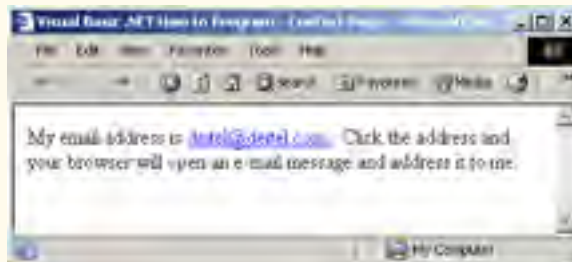 Visual Basic .NET How to Program - Contact Page -
File Edit View Favorites Tools Help
Search Favorites Media
My email address is deitel@deitel.com. Click the address and
your browser will open an e-mail message and address it to me.
My Computer